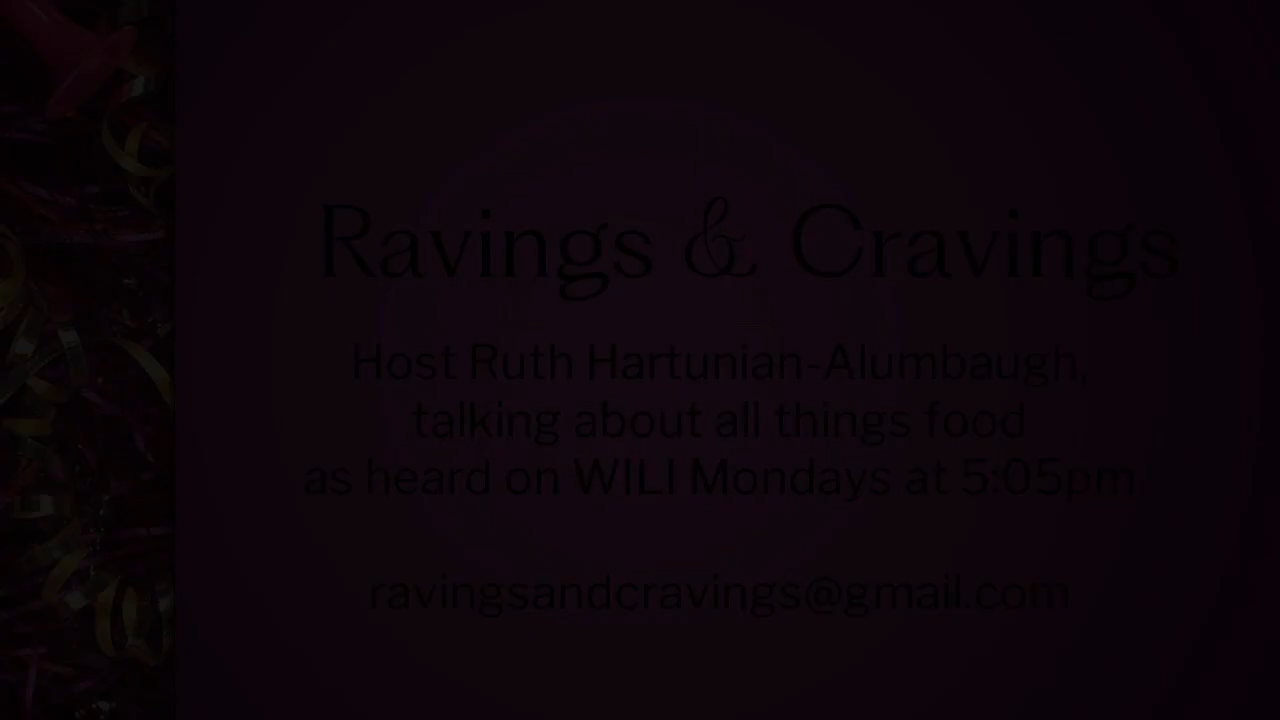 Ravings & Cravings
Host Ruth Hartunian-Alumbaugh,
talking about all things food
as heard on WILI Mondays at 5:05pm
ravingsandcravings@gmail.com